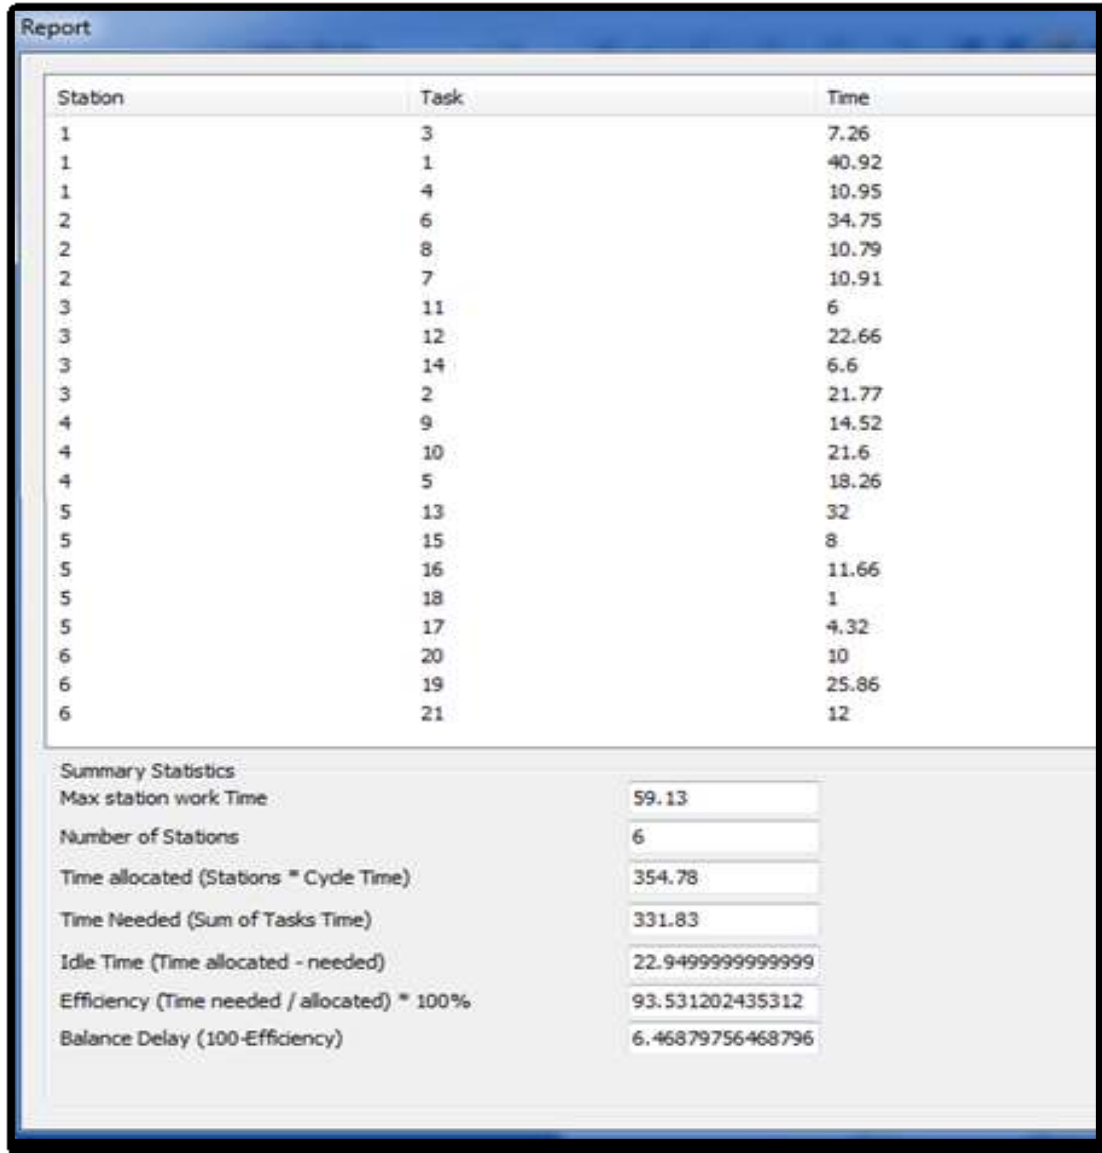 Report
Station Task Time
1 3 7.26
1 1 40.92
1 4 10.95
2 6 34.75
2 8 10.79
2 7 10.91
3 11 6
3 12 22.66
3 14 6.6
3 2 21.77
4 9 14.52
4 10 21.6
4 5 18.26
5 13 32
5 15 8
5 16 11.66
5 18 1
5 17 4.32
6 20 10
6 19 25.86
6 21 12
Summary Statistics
Max station work Time 59.13
Number of Stations 6
Time allocated (Stations * Cycle Time) 354.78
Time Needed (Sum of Tasks Time) 331.83
Idle Time (Time allocated - needed) 22.9499999999999
Efficiency (Time needed / allocated) * 100% 93.531202435312
Balance Delay (100-Efficiency) 6.46879756468796